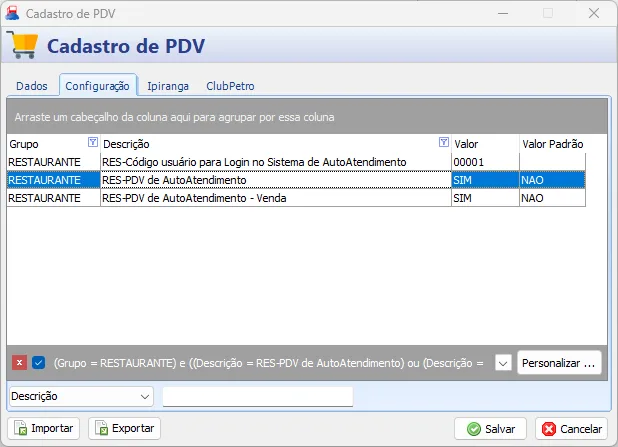 Cadastro de PDV
Cadastro de PDV
Dados Configuração Ipiranga ClubPetro
Arraste um cabeçalho da coluna aqui para agrupar por essa coluna
Grupo Descrição Valor Valor Padrão
RESTAURANTE RES-Código usuário para Login no Sistema de AutoAtendimento 00001
RESTAURANTE RES-PDV de AutoAtendimento SIM NAO
RESTAURANTE RES-PDV de AutoAtendimento - Venda SIM NAO
(Grupo = RESTAURANTE) e ((Descrição = RES-PDV de AutoAtendimento) ou (Descrição = Personalizar ...
Descrição
Importar Exportar Salvar Cancelar